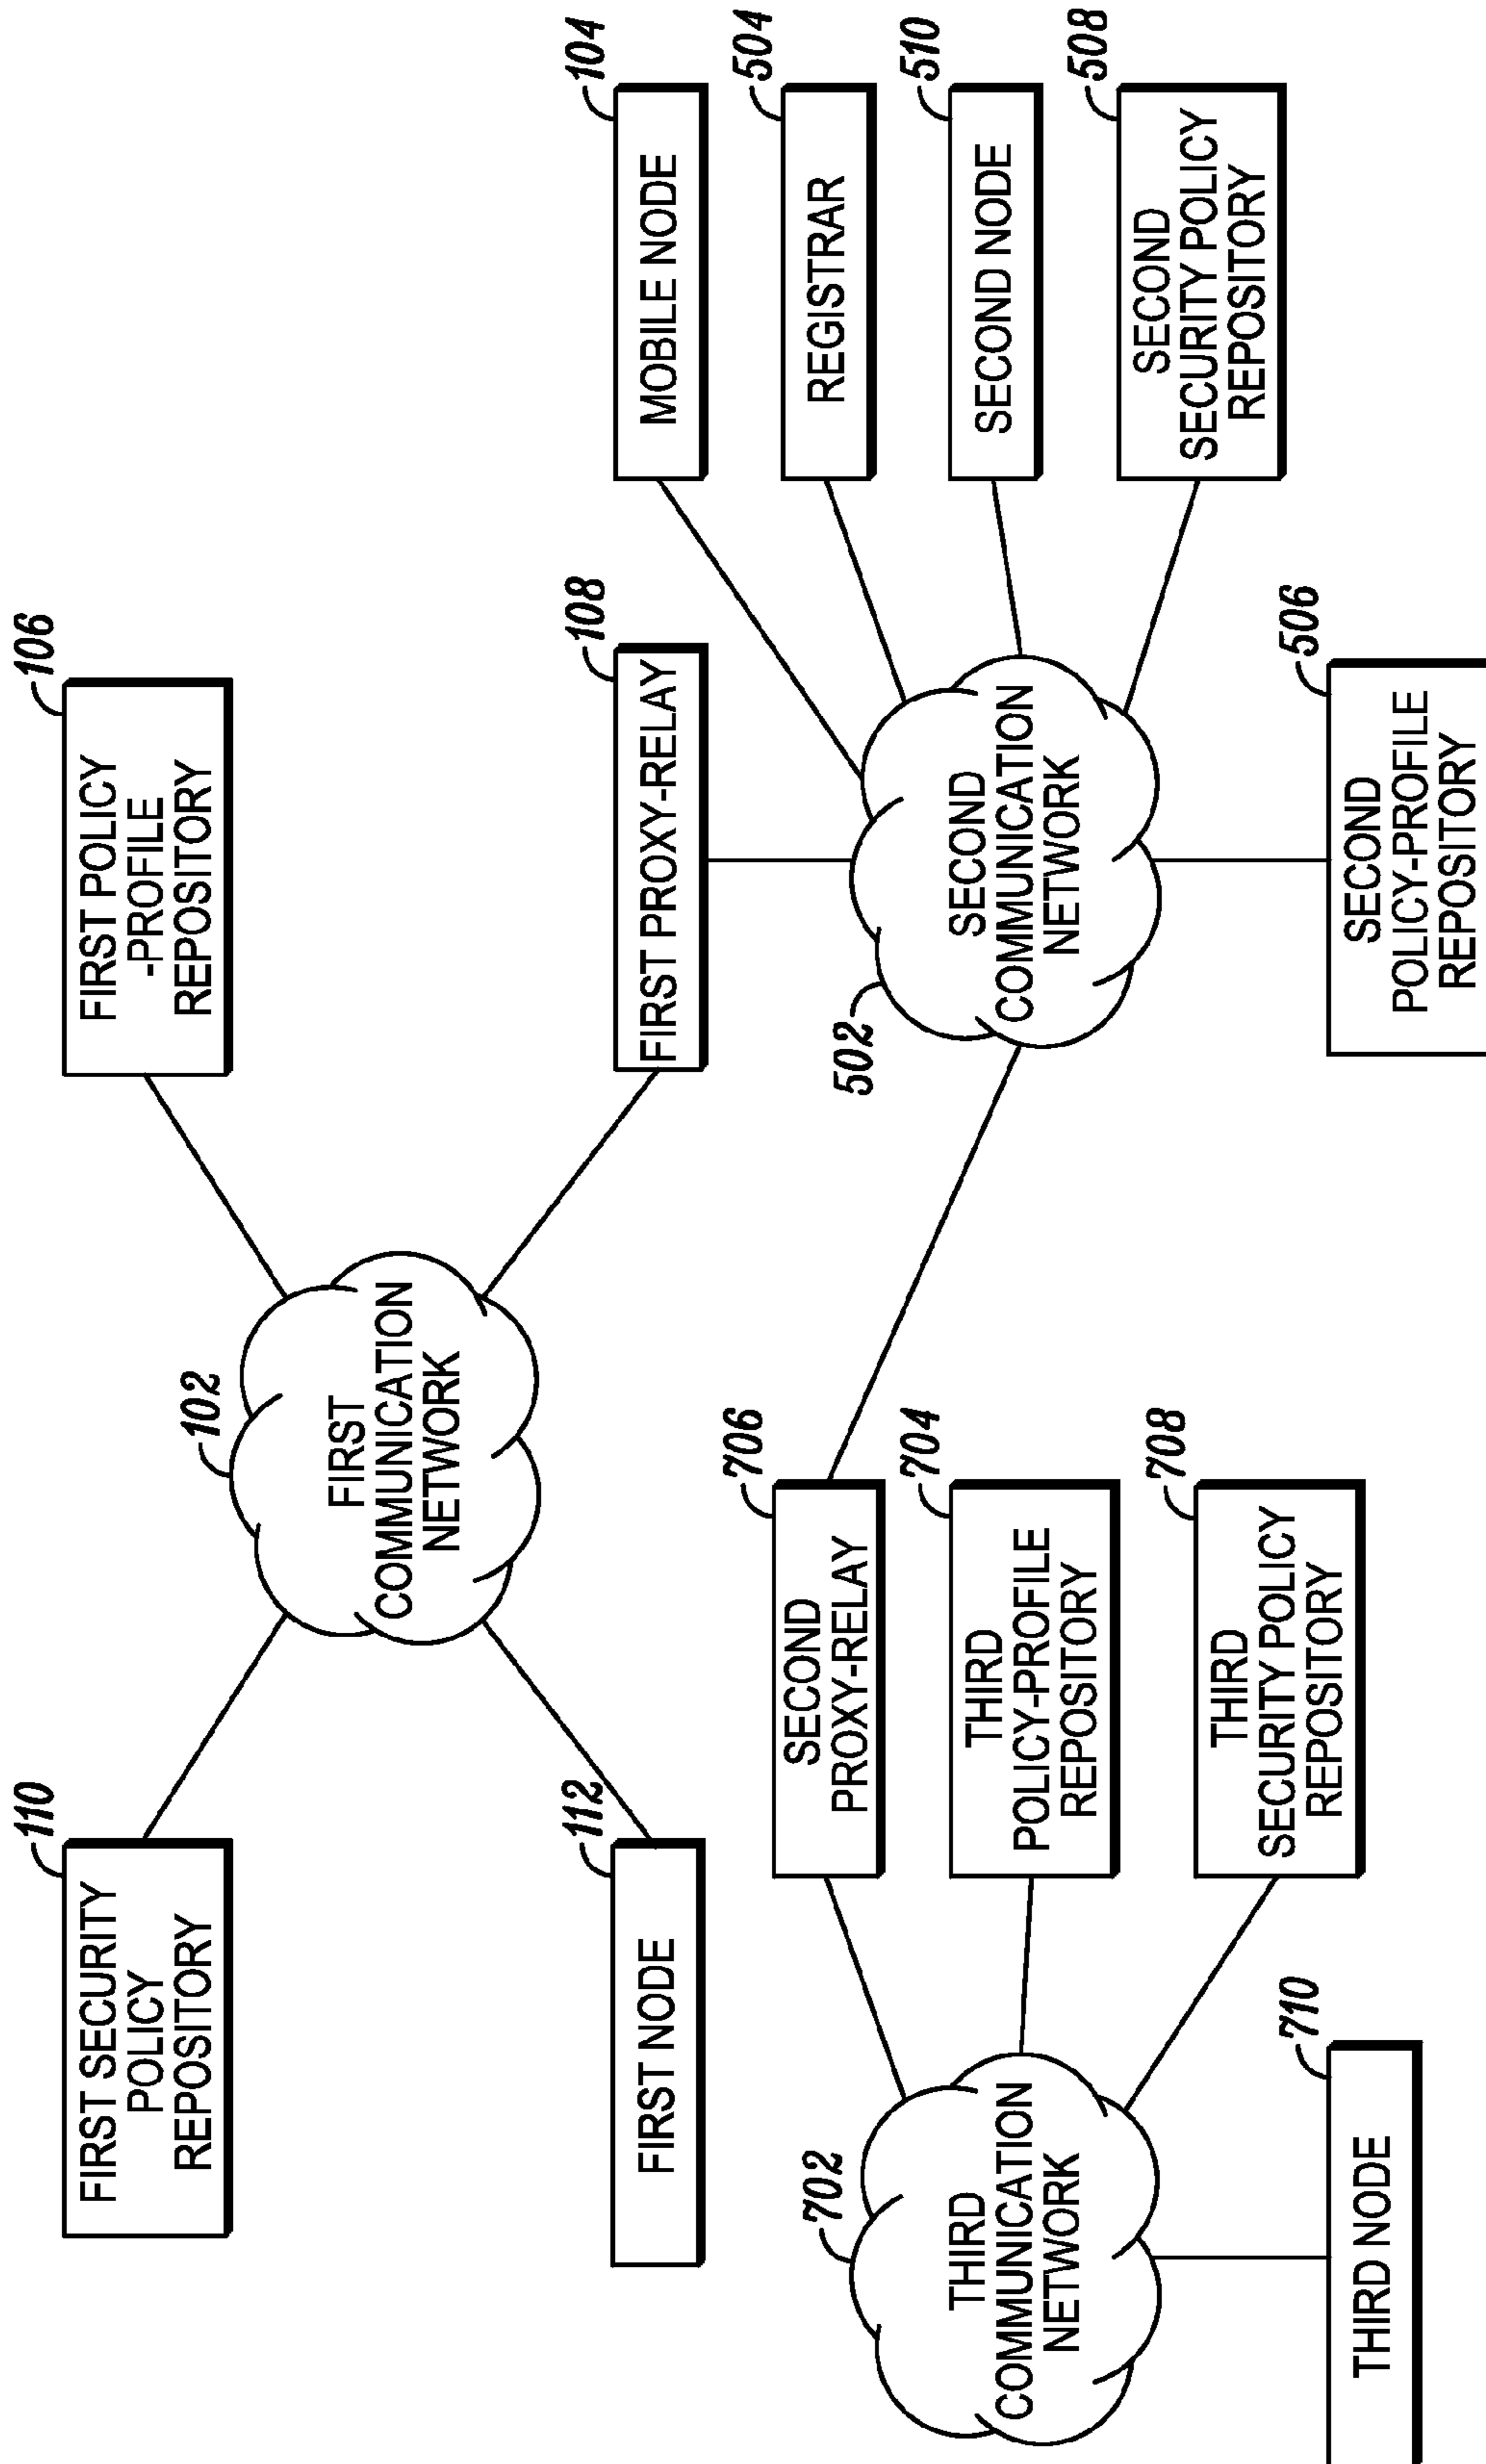 110
FIRST SECURITY
POLICY
REPOSITORY
106
FIRST POLICY
-PROFILE
REPOSITORY
102
FIRST
COMMUNICATION
NETWORK
112
FIRST NODE
108
FIRST PROXY-RELAY
104
MOBILE NODE
706
SECOND
PROXY-RELAY
504
REGISTRAR
702
THIRD
COMMUNICATION
NETWORK
704
THIRD
POLICY-PROFILE
REPOSITORY
502
SECOND
COMMUNICATION
NETWORK
510
SECOND NODE
708
THIRD
SECURITY POLICY
REPOSITORY
508
SECOND
SECURITY POLICY
REPOSITORY
710
THIRD NODE
506
SECOND
POLICY-PROFILE
REPOSITORY